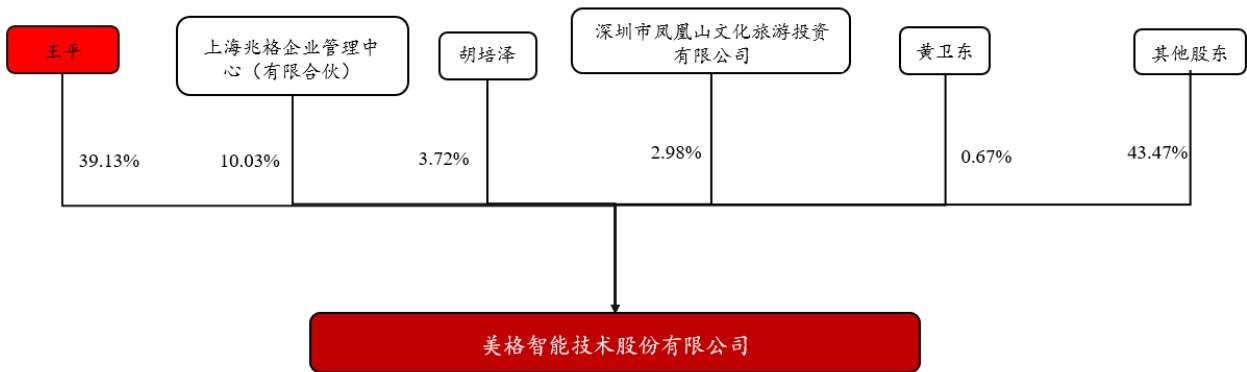 王平
上海兆格企业管理中
心（有限合伙）
胡培泽
深圳市凤凰山文化旅游投资
有限公司
黄卫东
其他股东
39.13%
10.03%
3.72%
2.98%
0.67%
43.47%
美格智能技术股份有限公司